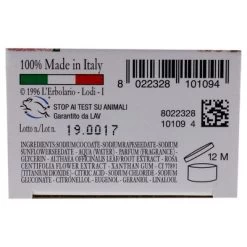 100% Made in Italy
© 1996 L'Erbolario - Lodi - I
STOP AI TEST SU ANIMALI
Garantito da LAV
Lotto n./Lot n.
19.0017
8 022328 101094
8022328
10109 4
INGREDIENTS: SODIUM COCOATE - SODIUM RAPESEEDATE - SODIUM
SUNFLOWERSEEDATE - AQUA (WATER) - PARFUM (FRAGRANCE) -
GLYCERIN - ALTHAEA OFFICINALIS LEAF/ROOT EXTRACT - ROSA
CENTIFOLIA FLOWER EXTRACT - XANTHAN GUM - CI 77891
(TITANIUM DIOXIDE) - CITRIC ACID - SODIUM CHLORIDE - SODIUM
GLUCONATE - CITRONELLOL - EUGENOL - GERANIOL - LINALOOL
12 M